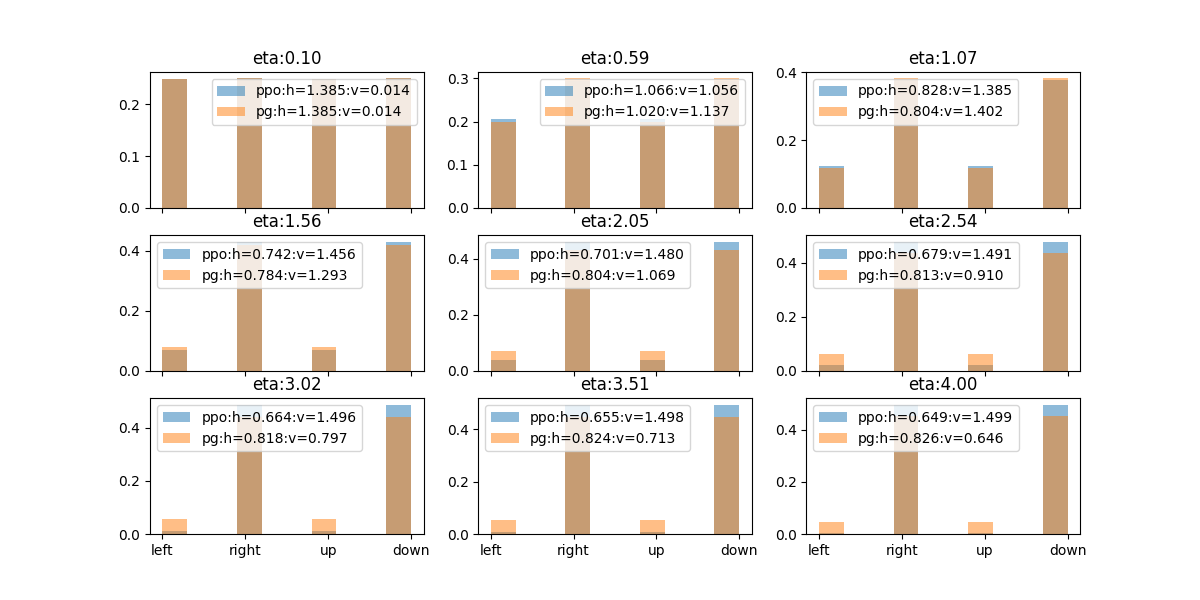 eta:0.10
eta:0.59
eta:1.07
0.2
0.1
0.0
ppo:h=1.385:v=0.014
pg:h=1.385:v=0.014
0.3
0.2
0.1
0.0
ppo:h=1.066:v=1.056
pg:h=1.020:v=1.137
0.4
0.2
0.0
ppo:h=0.828:v=1.385
pg:h=0.804:v=1.402
eta:1.56
eta:2.05
eta:2.54
0.4
0.2
0.0
ppo:h=0.742:v=1.456
pg:h=0.784:v=1.293
0.4
0.2
0.0
ppo:h=0.701:v=1.480
pg:h=0.804:v=1.069
0.4
0.2
0.0
ppo:h=0.679:v=1.491
pg:h=0.813:v=0.910
eta:3.02
eta:3.51
eta:4.00
0.4
0.2
0.0
ppo:h=0.664:v=1.496
pg:h=0.818:v=0.797
left right up down
0.4
0.2
0.0
ppo:h=0.655:v=1.498
pg:h=0.824:v=0.713
left right up down
0.4
0.2
0.0
ppo:h=0.649:v=1.499
pg:h=0.826:v=0.646
left right up down